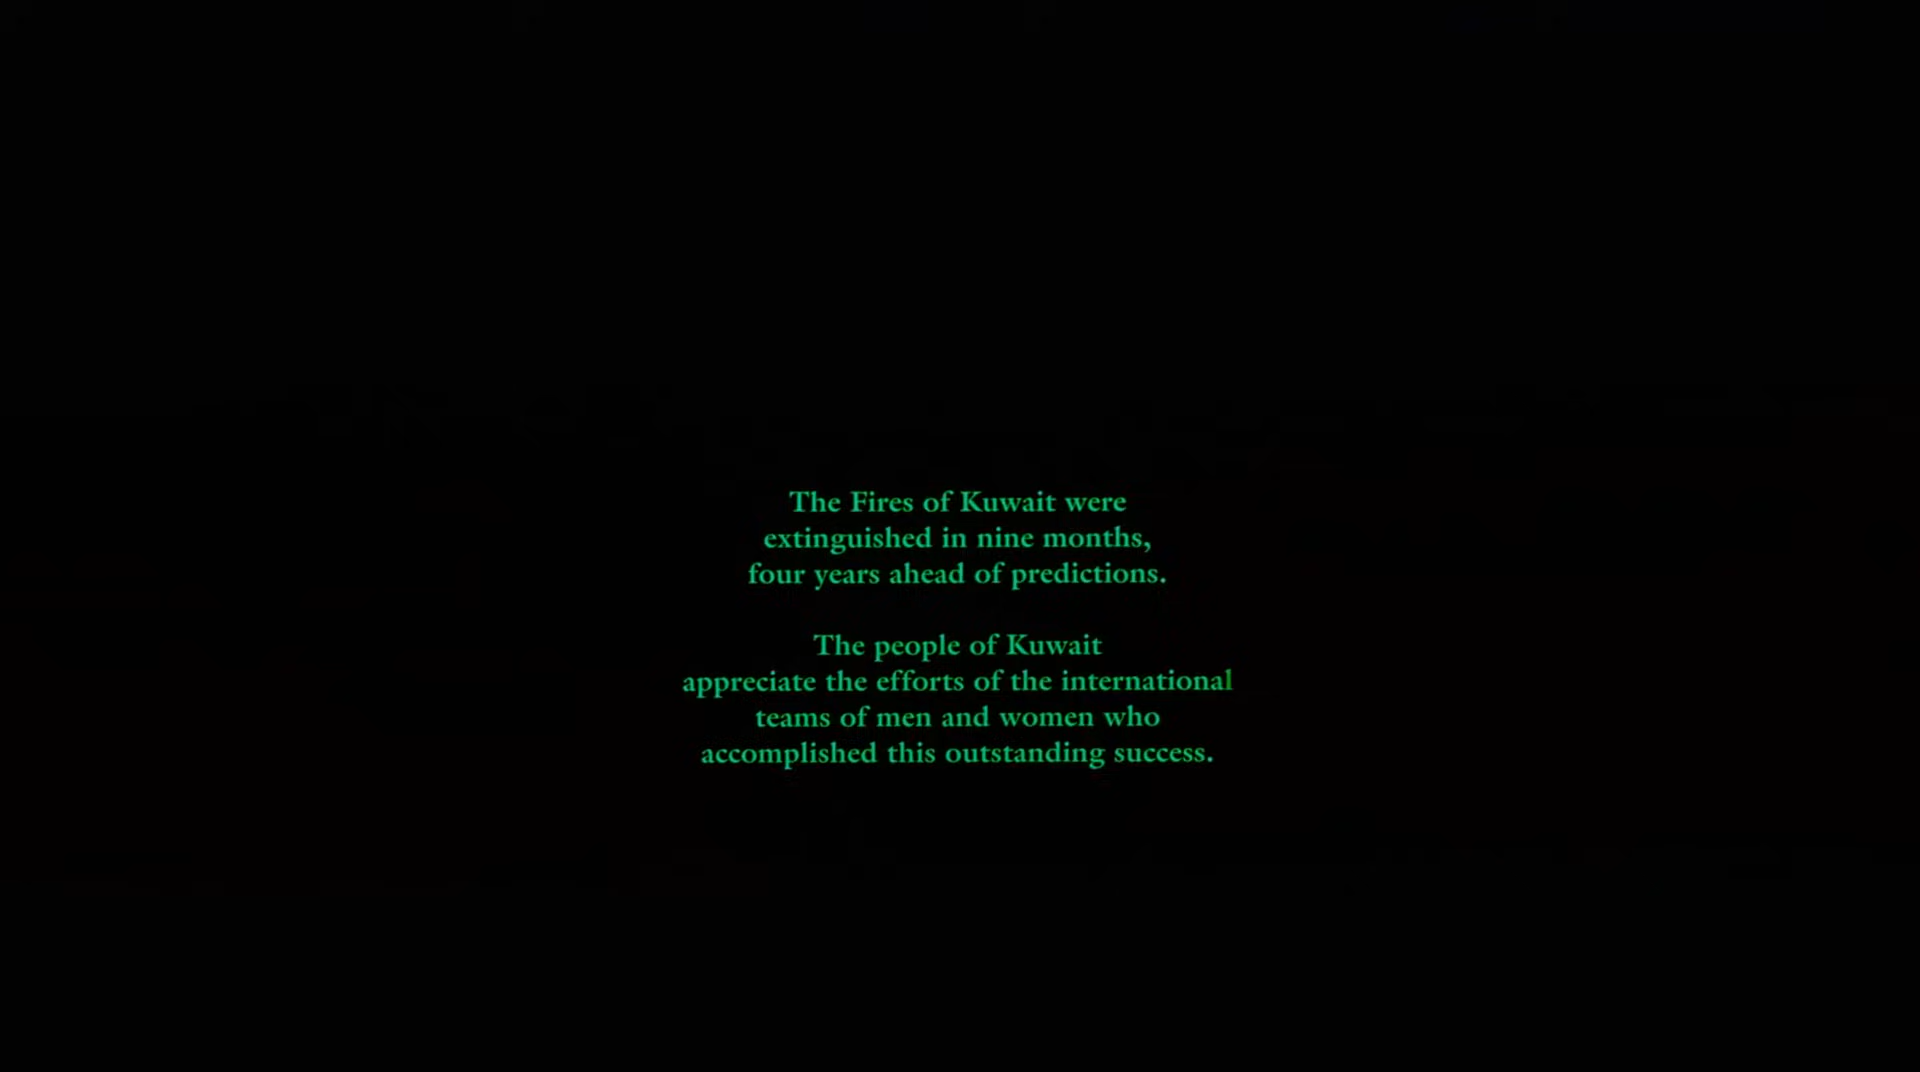 The Fires of Kuwait were
extinguished in nine months,
four years ahead of predictions.
The people of Kuwait
appreciate the efforts of the international
teams of men and women who
accomplished this outstanding success.